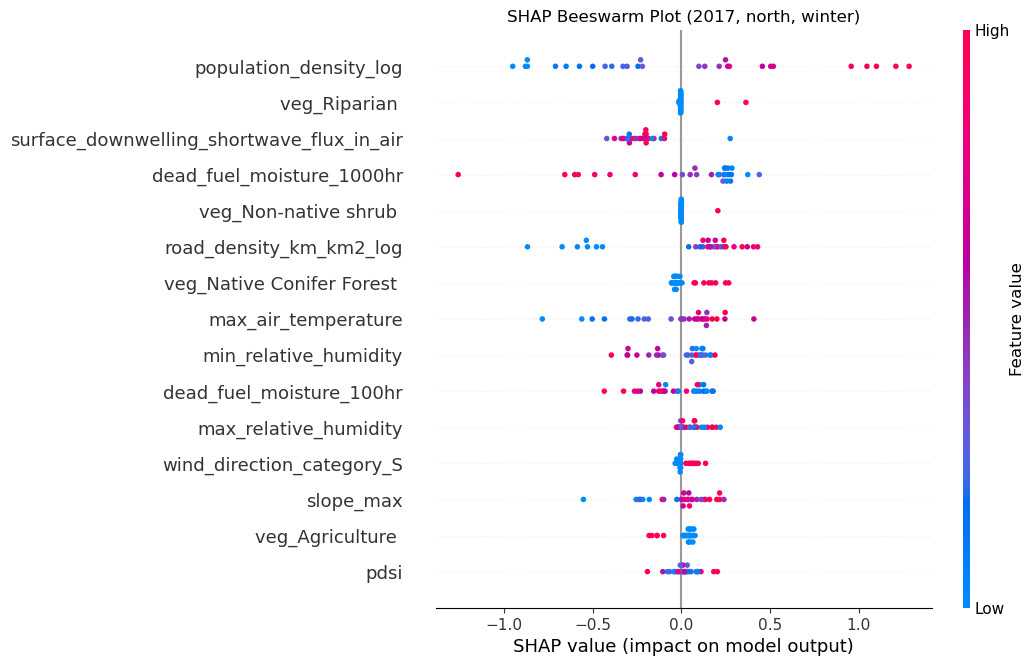 SHAP Beeswarm Plot (2017, north, winter)
High
population_density_log
veg_Riparian
surface_downwelling_shortwave_flux_in_air
dead_fuel_moisture_1000hr
veg_Non-native shrub
road_density_km_km2_log
veg_Native Conifer Forest
max_air_temperature
min_relative_humidity
dead_fuel_moisture_100hr
max_relative_humidity
wind_direction_category_S
slope_max
veg_Agriculture
pdsi
Feature value
Low
−1.0 −0.5 0.0 0.5 1.0
SHAP value (impact on model output)